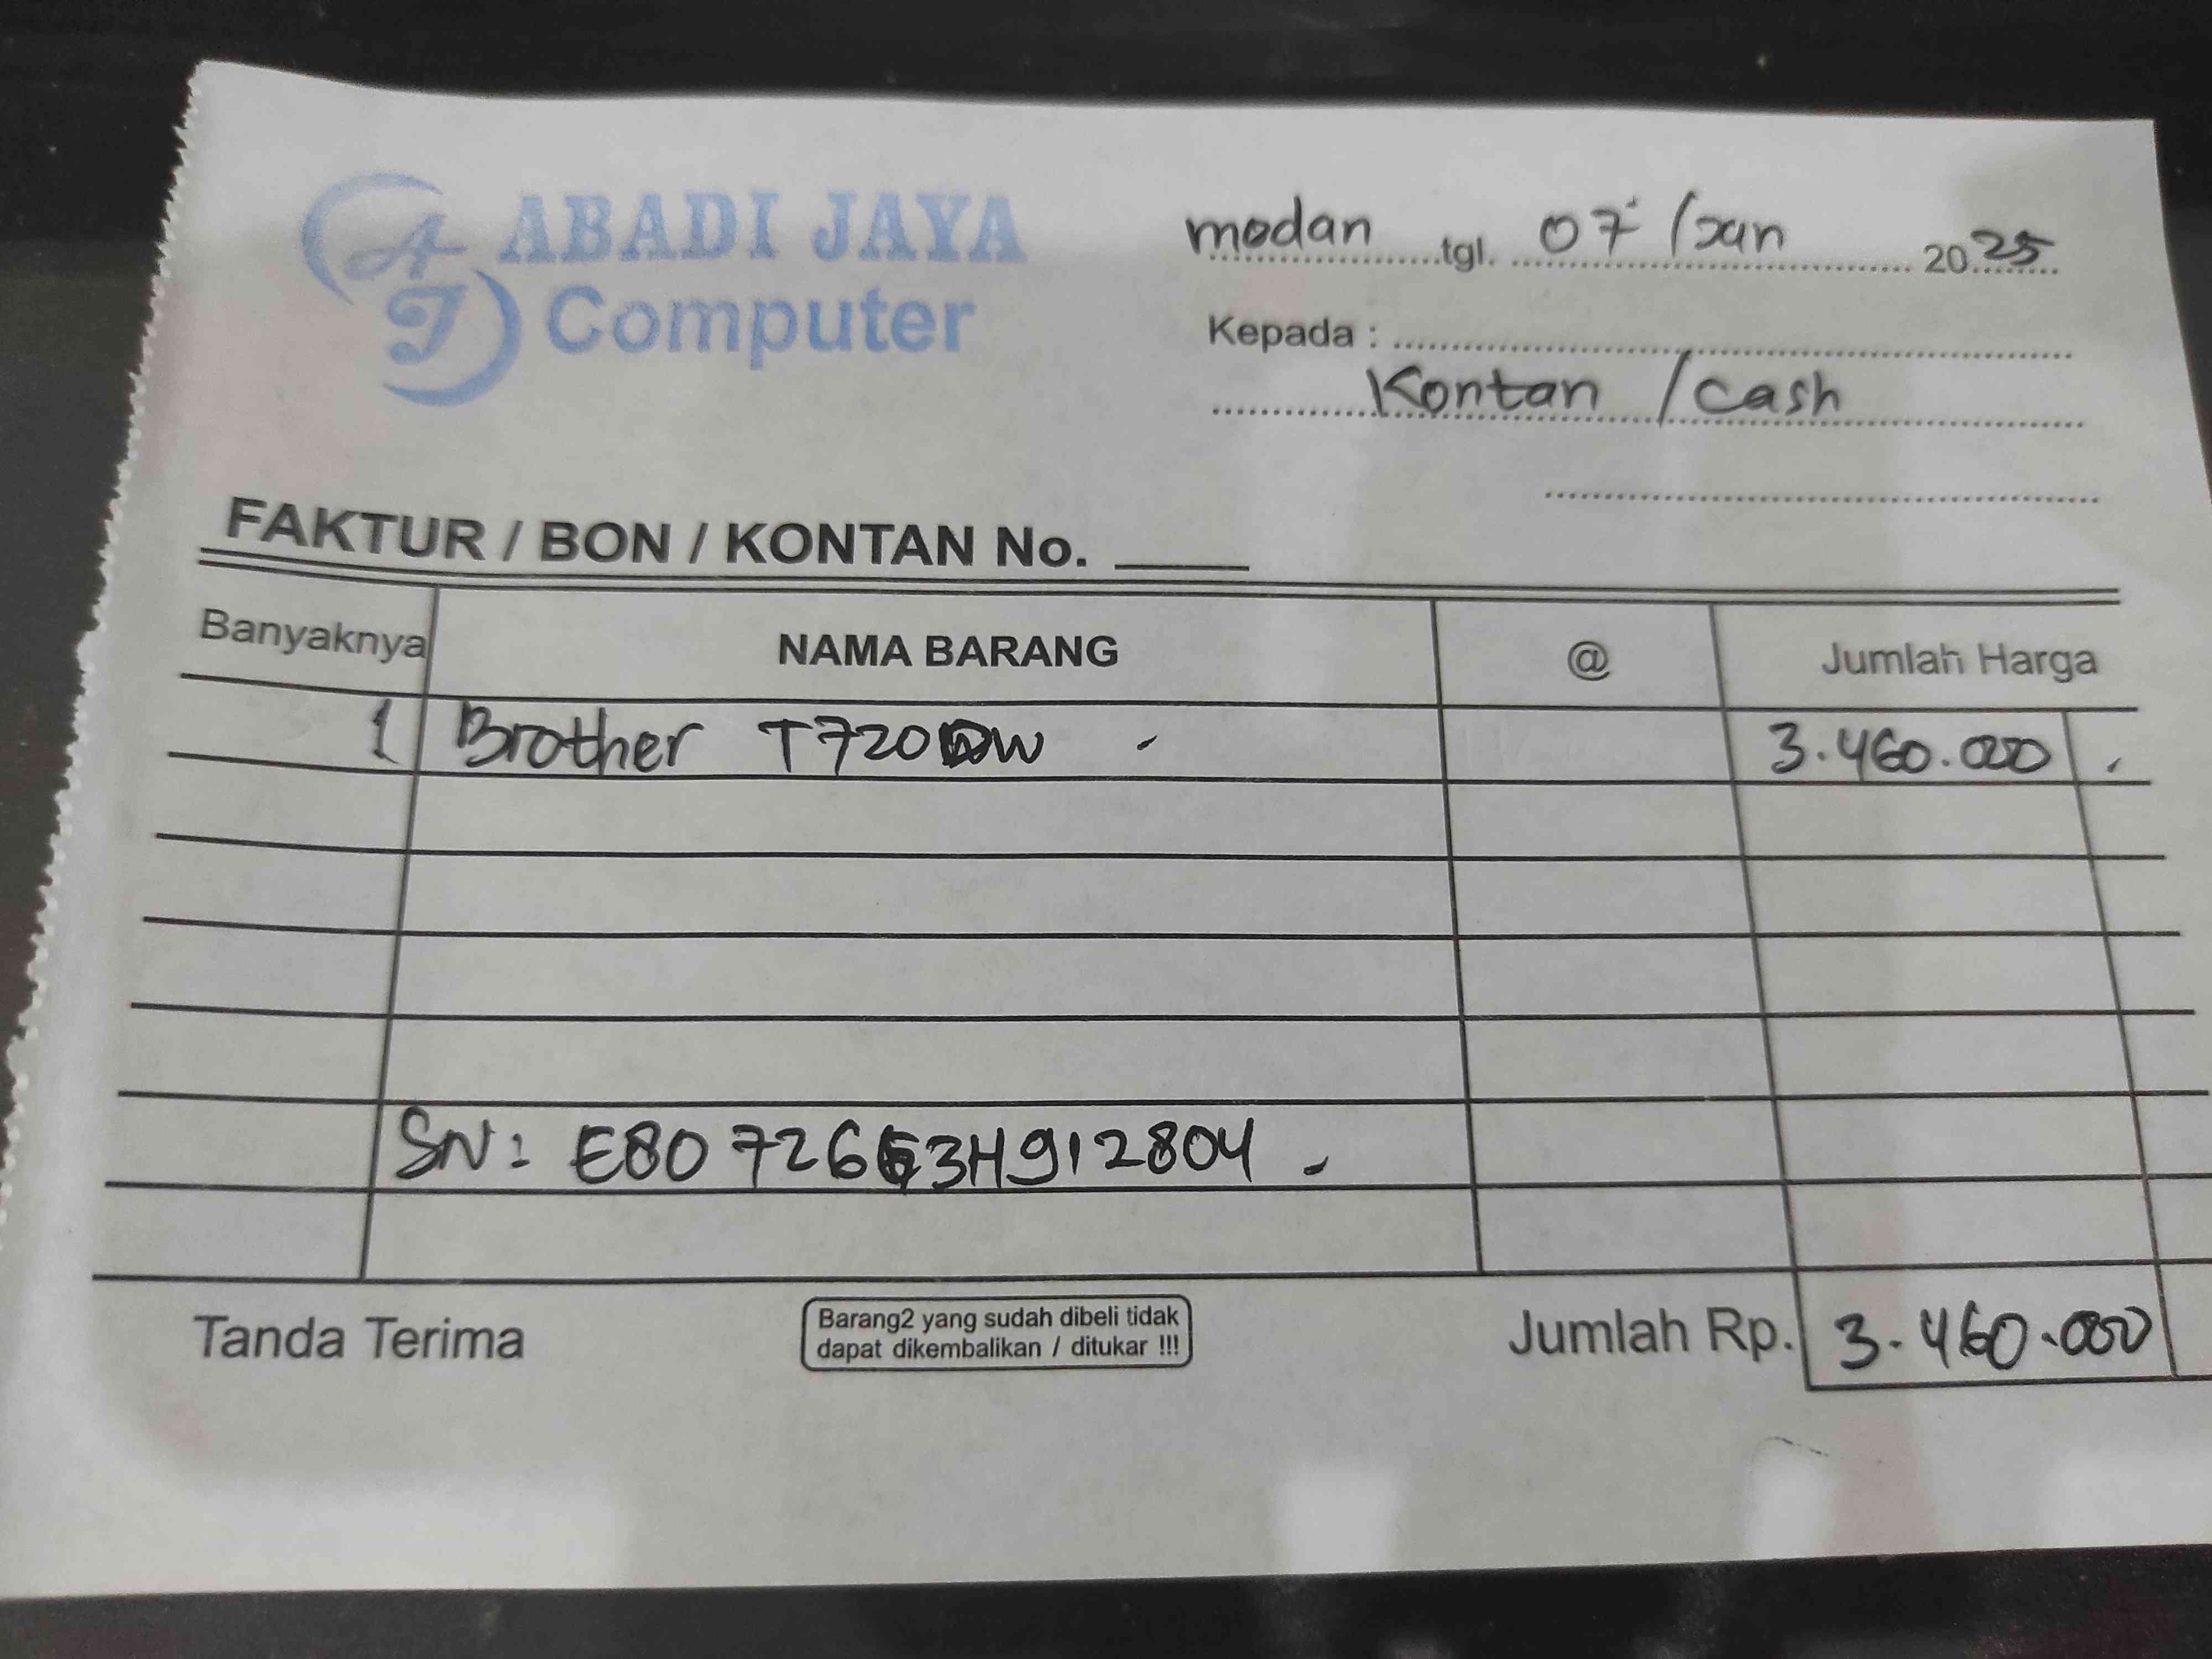 ABADI JAYA
Computer
AJ
medan tgl. 07 / Jan 2025
Kepada :
Kontan / cash
FAKTUR / BON / KONTAN No.
Banyaknya NAMA BARANG @ Jumlah Harga
1 Brother T720DW - 3.460.000 ,
SN: E80726G3H912804 -
Tanda Terima
Barang2 yang sudah dibeli tidak
dapat dikembalikan / ditukar !!!
Jumlah Rp. 3.460.000